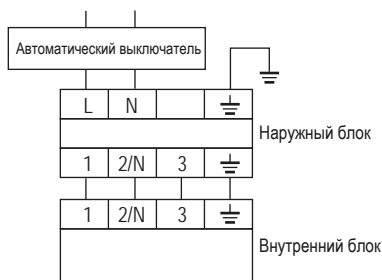 Автоматический выключатель
L N
Наружный блок
1 2/N 3
1 2/N 3
Внутренний блок